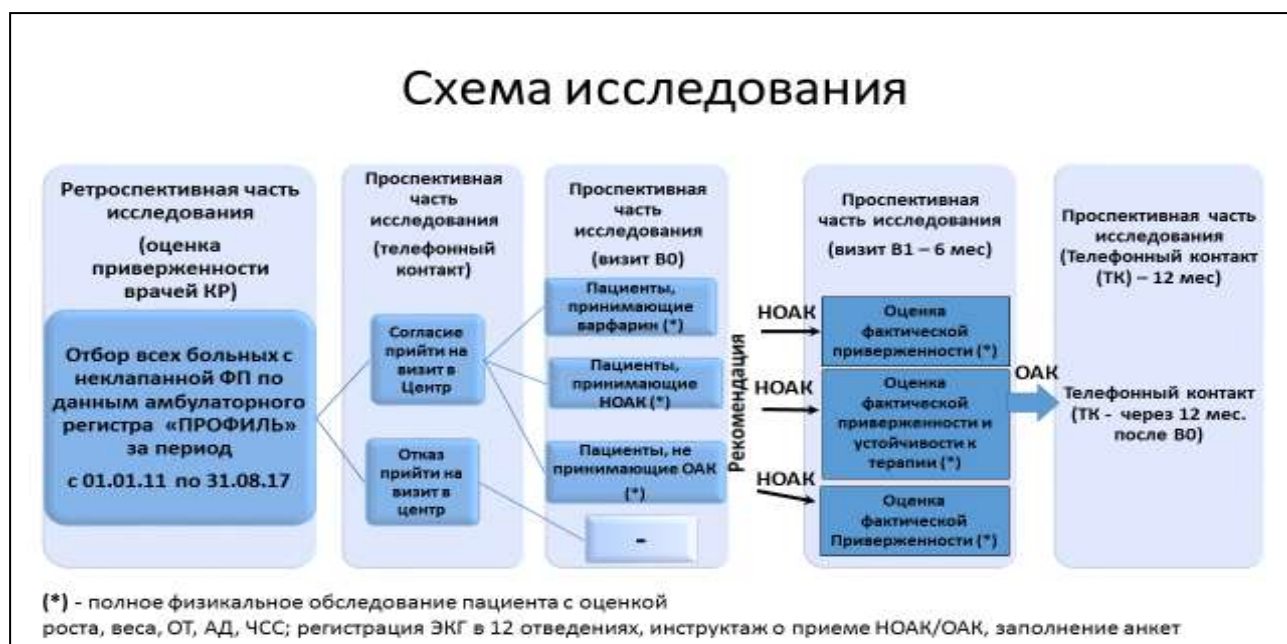 Схема исследования
Ретроспективная часть
исследования
(оценка
приверженности
врачей КР)
Отбор всех больных с
неклапанной ФП по
данным амбулаторного
регистра «ПРОФИЛЬ»
за период
с 01.01.11 по 31.08.17
Проспективная
часть
исследования
(телефонный
контакт)
Согласие
прийти на
визит в
Центр
Отказ
прийти на
визит в
центр
Проспективная
часть
исследования
(визит В0)
Пациенты,
принимающие
варфарин (*)
Пациенты,
принимающие
НОАК (*)
Пациенты, не
принимающие ОАК
(*)
-
Рекомендация
НОАК
НОАК
НОАК
Проспективная
часть исследования
(визит В1 – 6 мес)
Оценка
фактической
приверженности (*)
Оценка
фактической
приверженности и
устойчивости к
терапии (*)
Оценка
фактической
Приверженности (*)
ОАК
Проспективная часть
исследования
(Телефонный контакт
(ТК) – 12 мес)
Телефонный контакт
(ТК - через 12 мес.
после В0)
(*) - полное физикальное обследование пациента с оценкой
роста, веса, ОТ, АД, ЧСС; регистрация ЭКГ в 12 отведениях, инструктаж о приеме НОАК/ОАК, заполнение анкет